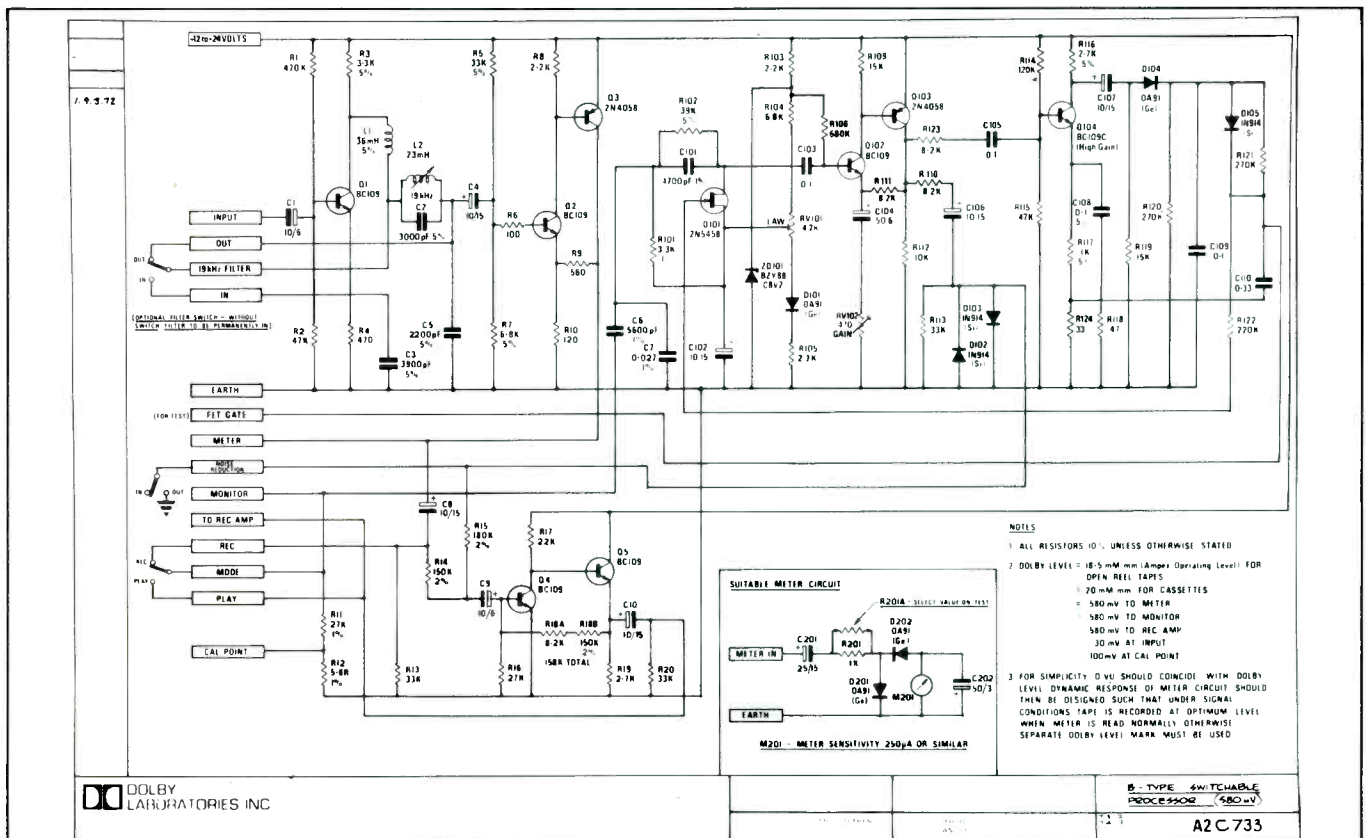 -12 to -24 VOLTS
1. 9.3.72
R1
470K
R3
3·3K
5%
R5
33K
5%
R8
2·2K
Q3
2N4058
L1
36mH
5%
L2
23mH
19kHz
C2
3000pF 5%
C4
10/15
Q1
BC109
C1
10/6
R6
100
Q2
BC109
R9
560
INPUT
OUT
19kHz FILTER
IN
OUT
IN
(OPTIONAL FILTER SWITCH - WITHOUT
SWITCH FILTER TO BE PERMANENTLY IN)
R2
47K
R4
470
C3
3900pF
5%
C5
2200pF
5%
R7
6·8K
5%
R10
120
R102
39K
5%
C101
4700pF 1%
R101
3·3K
Q101
2N5458
C6
5600pF
1%
C7
0·027
1%
C102
10/15
R103
2·2K
R104
6·8K
R106
680K
C103
0·1
LAW
RV101
4·7K
ZD101
BZY88
C8V2
D101
OA91
(Ge)
R105
2·7K
R109
15K
Q103
2N4058
Q102
BC109
R111
8·2K
R110
8·2K
R123
8·2K
C105
0·1
C104
50/6
RV102
470
GAIN
R112
10K
C106
10/15
R113
33K
D103
IN914
(Si)
D102
IN914
(Si)
R114
120K
R116
2·7K
5%
C107
10/15
D104
OA91
(Ge)
Q104
BC109C
(High Gain)
D105
IN914
Si
R121
270K
R115
47K
C108
0·1
5%
R117
1K
5%
R119
15K
R120
270K
C109
0·1
C110
0·33
R124
33
R118
47
R122
270K
EARTH
(FOR TEST)
FET GATE
METER
NOISE
REDUCTION
IN
OUT
MONITOR
TO REC AMP
REC
REC
MODE
PLAY
PLAY
CAL POINT
C8
10/15
R14
150K
2%
R15
180K
2%
C9
10/6
R17
22K
Q4
BC109
Q5
BC109
R18A
8·2K
R18B
150K
2%
158K TOTAL
C10
10/15
R11
27K
1%
R12
5·6K
1%
R13
33K
R16
27K
R19
2·7K
R20
33K
SUITABLE METER CIRCUIT
R201A - SELECT VALUE ON TEST
METER IN
C201
25/15
R201
1K
D202
OA91
(Ge)
D201
OA91
(Ge)
M201
C202
50/3
EARTH
M201 - METER SENSITIVITY 250µA OR SIMILAR
NOTES
1 ALL RESISTORS 10% UNLESS OTHERWISE STATED
2 DOLBY LEVEL = 18·5 mM mm (Ampex Operating Level) FOR
OPEN REEL TAPES
= 20 mM mm FOR CASSETTES
= 580 mV TO METER
580 mV TO MONITOR
580 mV TO REC AMP
30 mV AT INPUT
100mV AT CAL POINT
3 FOR SIMPLICITY 0 VU SHOULD COINCIDE WITH DOLBY
LEVEL DYNAMIC RESPONSE OF METER CIRCUIT SHOULD
THEN BE DESIGNED SUCH THAT UNDER SIGNAL
CONDITIONS TAPE IS RECORDED AT OPTIMUM LEVEL
WHEN METER IS READ NORMALLY OTHERWISE
SEPARATE DOLBY LEVEL MARK MUST BE USED
DOLBY
LABORATORIES INC
B-TYPE SWITCHABLE
PROCESSOR (580 mV)
A2C733